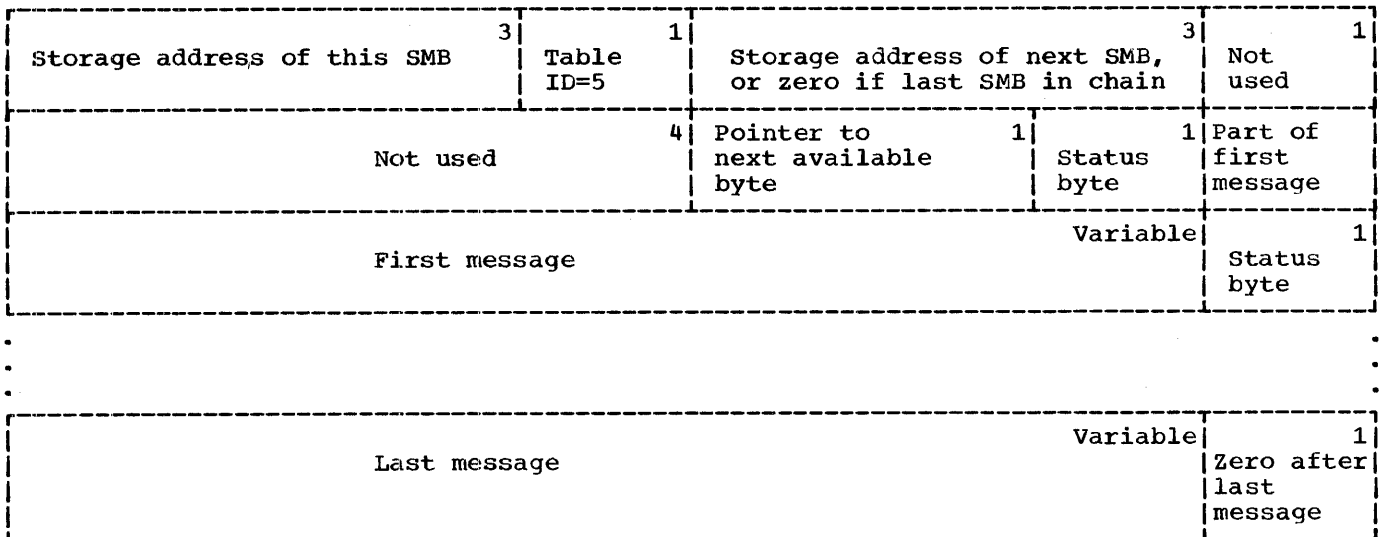 3 1 3 1
Storage address of this SMB Table Storage address of next SMB, Not
ID=5 or zero if last SMB in chain used
4 Pointer to 1 1 Part of
Not used next available Status first
byte byte message
Variable 1
First message Status
byte
Variable 1
Last message Zero after
last
message